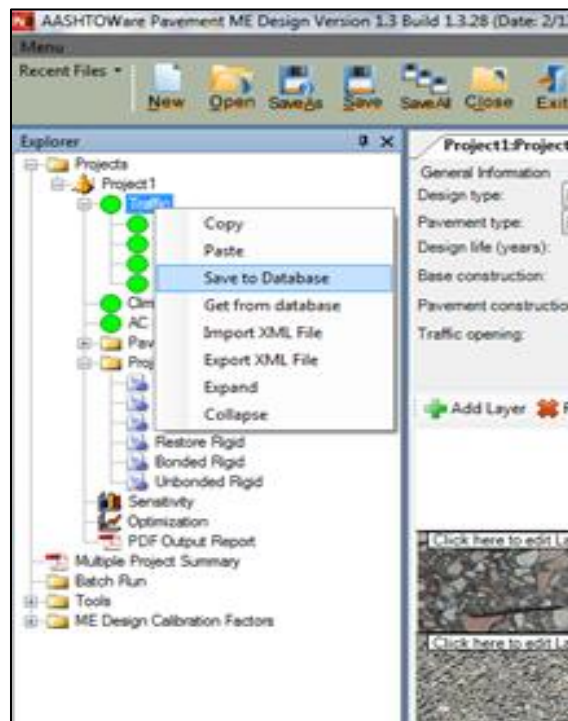 AASHTOWare Pavement ME Design Version 1.3 Build 1.3.28 (Date: 2/1
Menu
Recent Files
New Open SaveAs Save SaveAll Close Exit
Explorer
Projects
Project1
Traffic
Clim
AC
Pav
Proj
Restore Rigid
Bonded Rigid
Unbonded Rigid
Sensitivity
Optimization
PDF Output Report
Multiple Project Summary
Batch Run
Tools
ME Design Calibration Factors
Copy
Paste
Save to Database
Get from database
Import XML File
Export XML File
Expand
Collapse
Project1:Project
General Information
Design type:
Pavement type:
Design life (years):
Base construction:
Pavement constructio
Traffic opening:
Add Layer
Click here to edit La
Click here to edit La